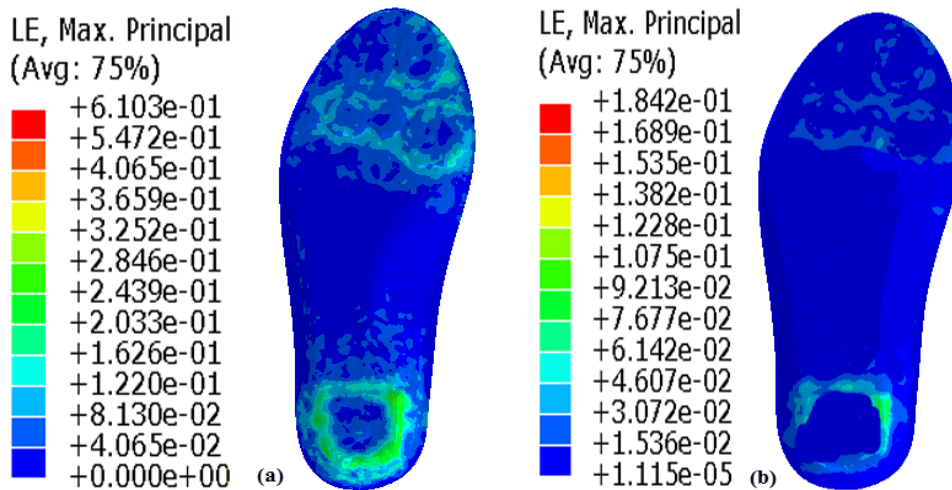 LE, Max. Principal
(Avg: 75%)
+6.103e-01
+5.472e-01
+4.065e-01
+3.659e-01
+3.252e-01
+2.846e-01
+2.439e-01
+2.033e-01
+1.626e-01
+1.220e-01
+8.130e-02
+4.065e-02
+0.000e+00
(a)
LE, Max. Principal
(Avg: 75%)
+1.842e-01
+1.689e-01
+1.535e-01
+1.382e-01
+1.228e-01
+1.075e-01
+9.213e-02
+7.677e-02
+6.142e-02
+4.607e-02
+3.072e-02
+1.536e-02
+1.115e-05
(b)